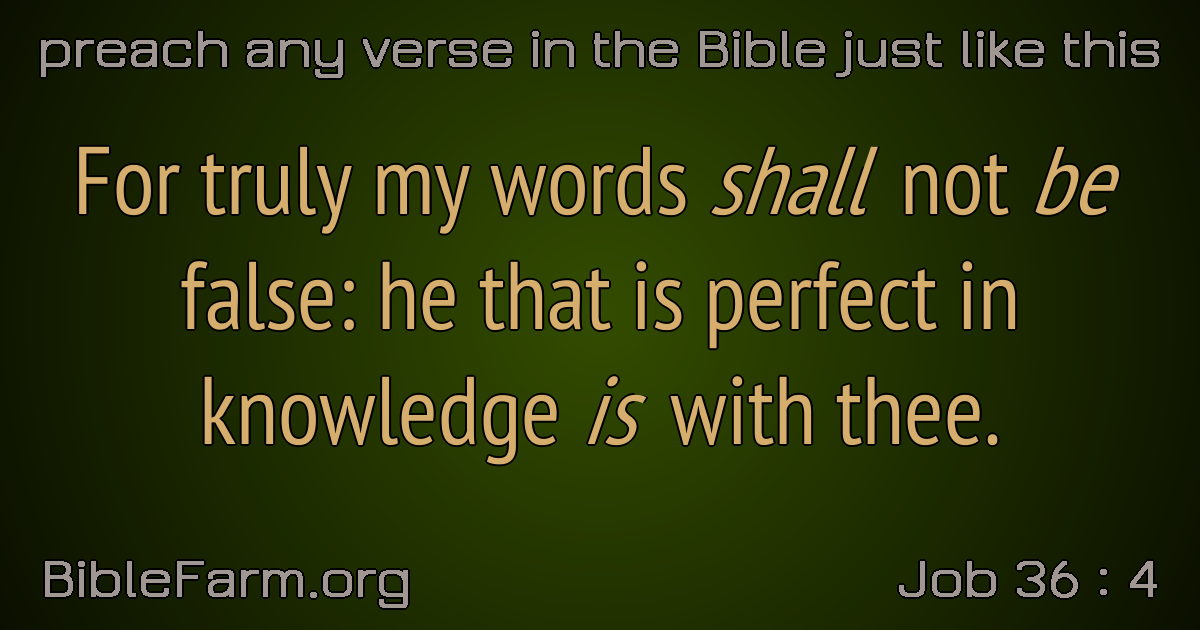 preach any verse in the Bible just like this
For truly my words shall not be
false: he that is perfect in
knowledge is with thee.
BibleFarm.org
Job 36 : 4